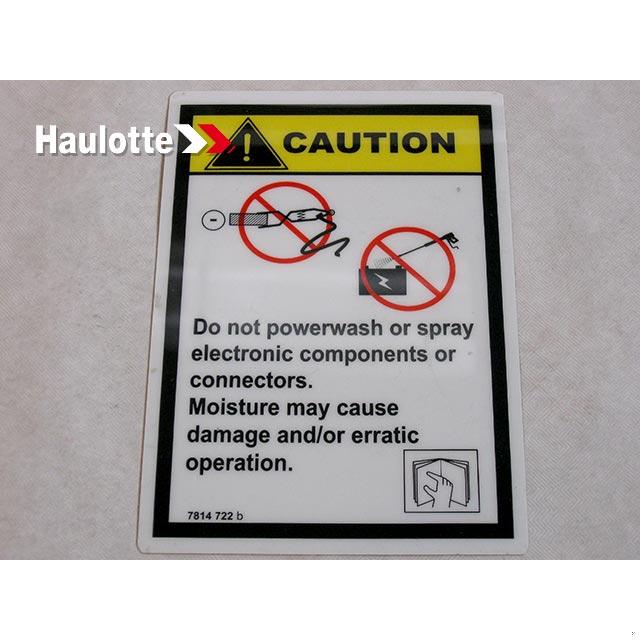 Haulotte
CAUTION
Do not powerwash or spray
electronic components or
connectors.
Moisture may cause
damage and/or erratic
operation.
7814 722 b